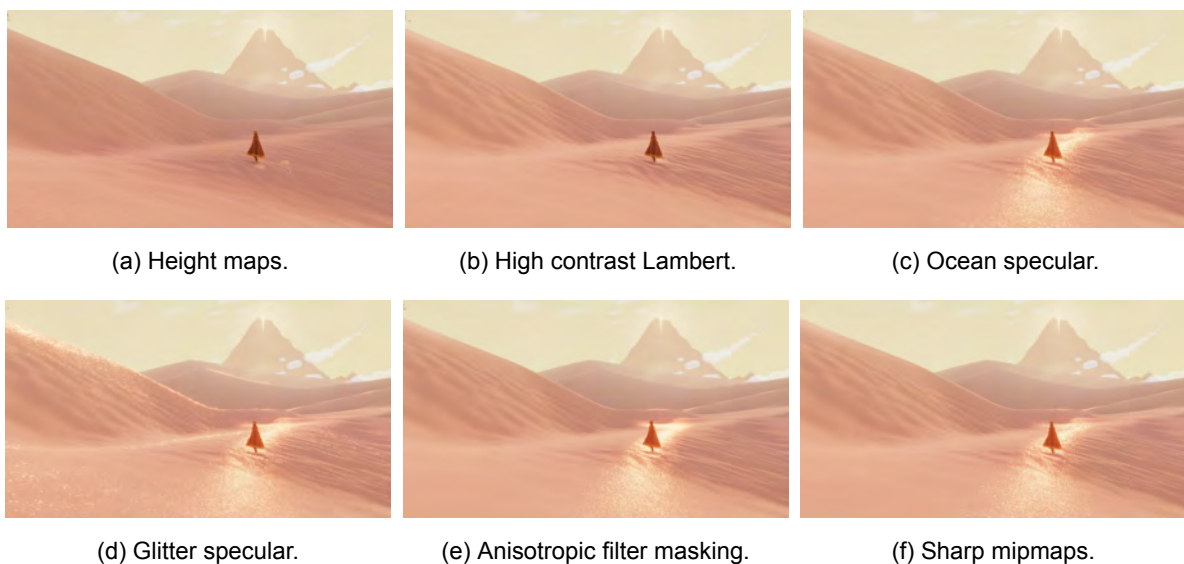 (a) Height maps.
(b) High contrast Lambert.
(c) Ocean specular.
(d) Glitter specular.
(e) Anisotropic filter masking.
(f) Sharp mipmaps.